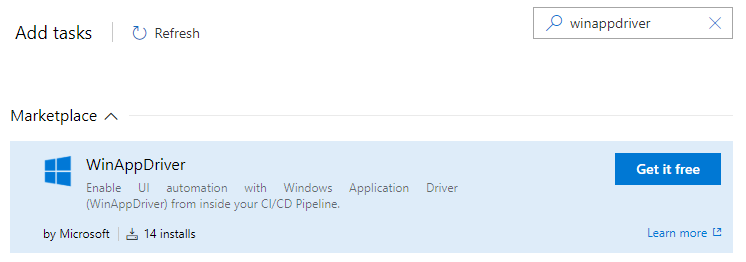 Add tasks
Refresh
winappdriver
Marketplace
WinAppDriver
Get it free
Enable UI automation with Windows Application Driver
(WinAppDriver) from inside your CI/CD Pipeline.
by Microsoft
14 installs
Learn more